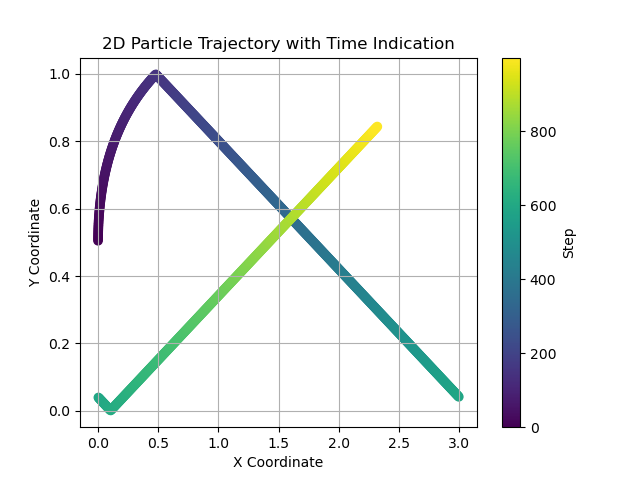 2D Particle Trajectory with Time Indication
1.0
0.8
0.6
0.4
0.2
0.0
Y Coordinate
0.0 0.5 1.0 1.5 2.0 2.5 3.0
X Coordinate
800
600
400
200
0
Step